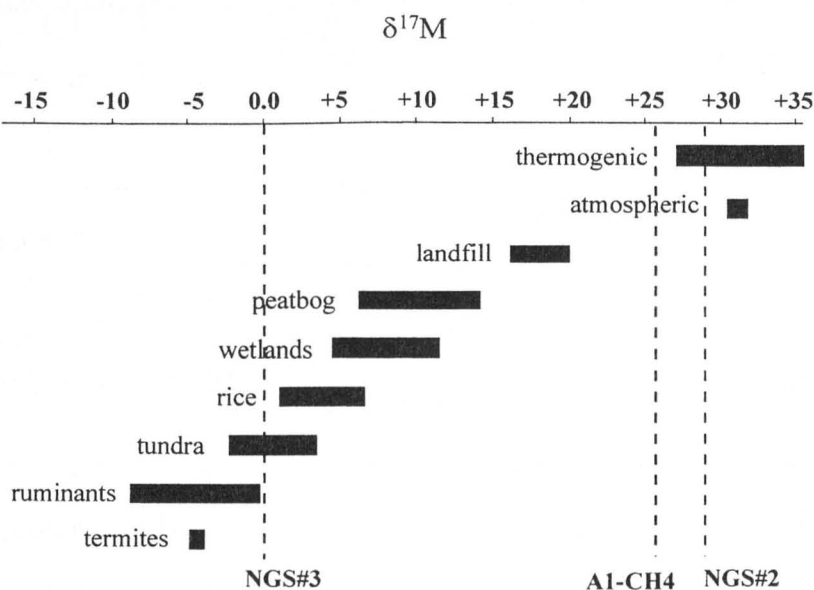 δ¹⁷M
-15 -10 -5 0.0 +5 +10 +15 +20 +25 +30 +35
thermogenic
atmospheric
landfill
peatbog
wetlands
rice
tundra
ruminants
termites
NGS#3 A1-CH4 NGS#2